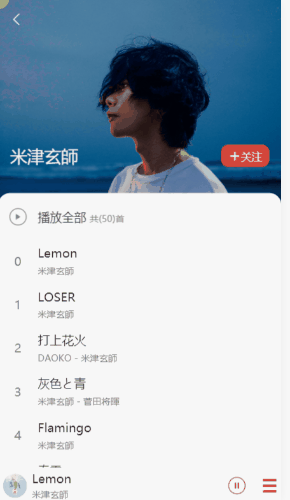 米津玄師
+关注
播放全部 共(50)首
0
Lemon
米津玄師
1
LOSER
米津玄師
2
打上花火
DAOKO - 米津玄師
3
灰色と青
米津玄師 - 菅田将暉
4
Flamingo
米津玄師
Lemon
米津玄師